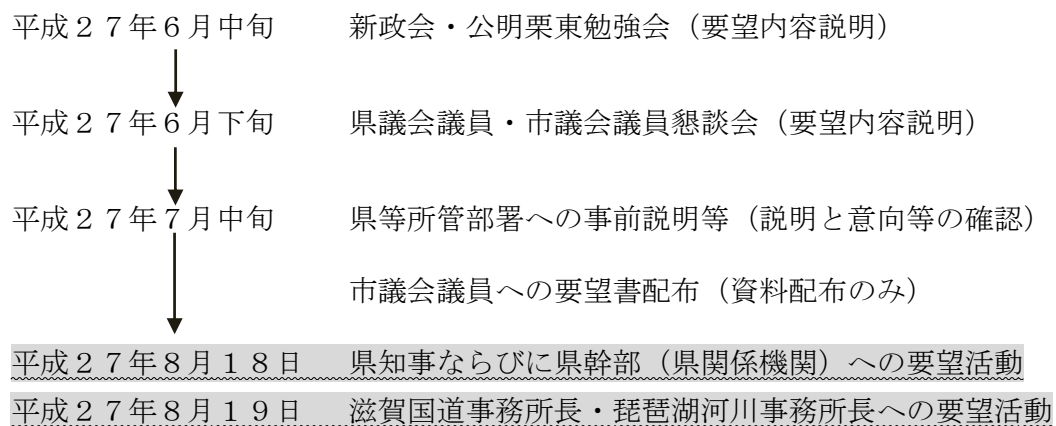 平成２７年６月中旬　　新政会・公明栗東勉強会（要望内容説明）
平成２７年６月下旬　　県議会議員・市議会議員懇談会（要望内容説明）
平成２７年７月中旬　　県等所管部署への事前説明等（説明と意向等の確認）
市議会議員への要望書配布（資料配布のみ）
平成２７年８月１８日　　県知事ならびに県幹部（県関係機関）への要望活動
平成２７年８月１９日　　滋賀国道事務所長・琵琶湖河川事務所長への要望活動